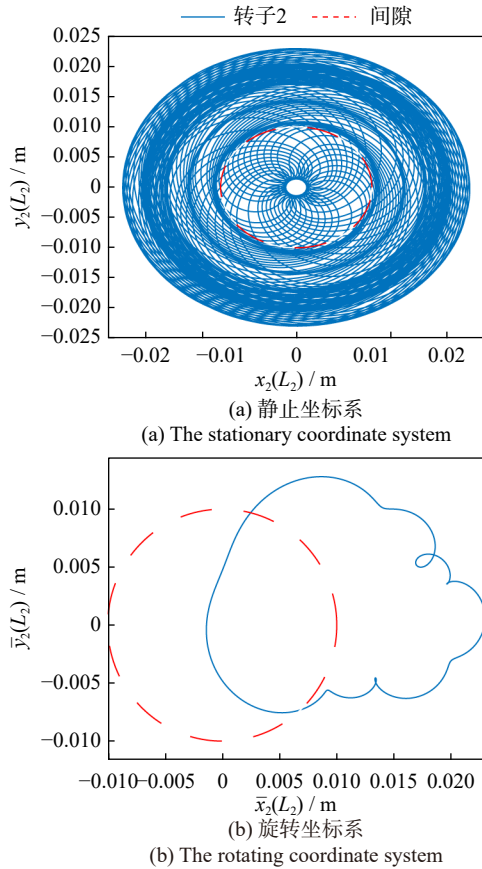 转子2 间隙
0.025
0.020
0.015
0.010
0.005
0
−0.005
−0.010
−0.015
−0.020
−0.025
y₂(L₂) / m
−0.02 −0.01 0 0.01 0.02
x₂(L₂) / m
(a) 静止坐标系
(a) The stationary coordinate system
0.010
0.005
0
−0.005
−0.010
y̅₂(L₂) / m
−0.010 −0.005 0 0.005 0.010 0.015 0.020
x̅₂(L₂) / m
(b) 旋转坐标系
(b) The rotating coordinate system